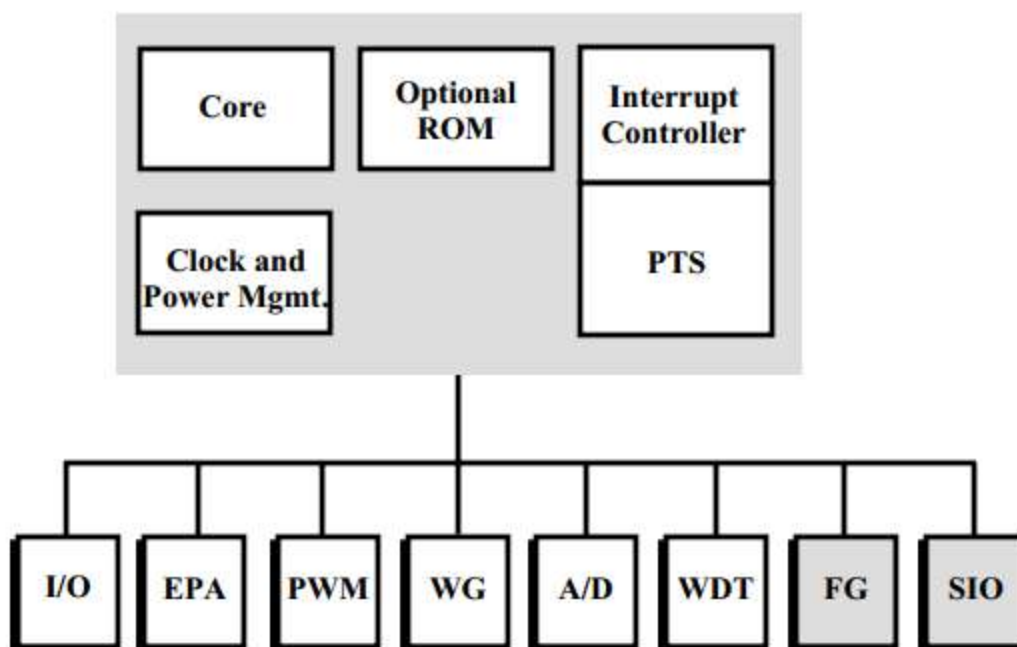 Core
Optional
ROM
Interrupt
Controller
Clock and
Power Mgmt.
PTS
I/O
EPA
PWM
WG
A/D
WDT
FG
SIO